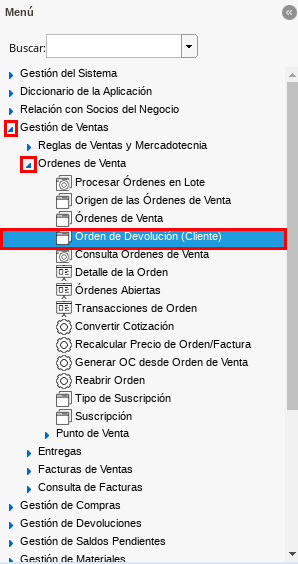 Menú
Buscar:
Gestión del Sistema
Diccionario de la Aplicación
Relación con Socios del Negocio
Gestión de Ventas
Reglas de Ventas y Mercadotecnia
Ordenes de Venta
Procesar Órdenes en Lote
Origen de las Órdenes de Venta
Órdenes de Venta
Orden de Devolución (Cliente)
Consulta Órdenes de Venta
Detalle de la Orden
Órdenes Abiertas
Transacciones de Orden
Convertir Cotización
Recalcular Precio de Orden/Factura
Generar OC desde Orden de Venta
Reabrir Orden
Tipo de Suscripción
Suscripción
Punto de Venta
Entregas
Facturas de Ventas
Consulta de Facturas
Gestión de Compras
Gestión de Devoluciones
Gestión de Saldos Pendientes
Gestión de Materiales